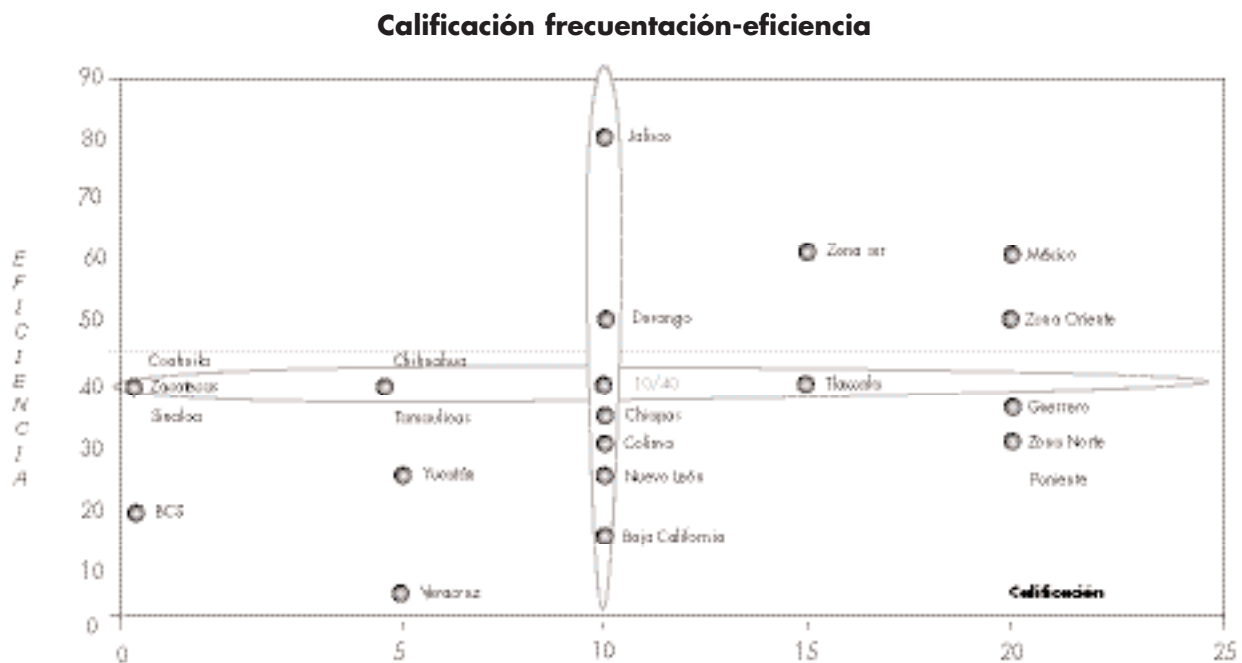 Calificación frecuentación-eficiencia
90
80
Jalisco
70
EFICIENCIA
60
Zona sur
México
50
Durango
Zona Oriente
Coahuila
Chihuahua
40
Zacatecas
10/40
Tlaxcala
Sinaloa
Tamaulipas
Chiapas
Guerrero
30
Colima
Zona Norte
Yucatán
Nuevo León
Poniente
20
BCS
Baja California
10
Veracruz
Calificación
0
0
5
10
15
20
25